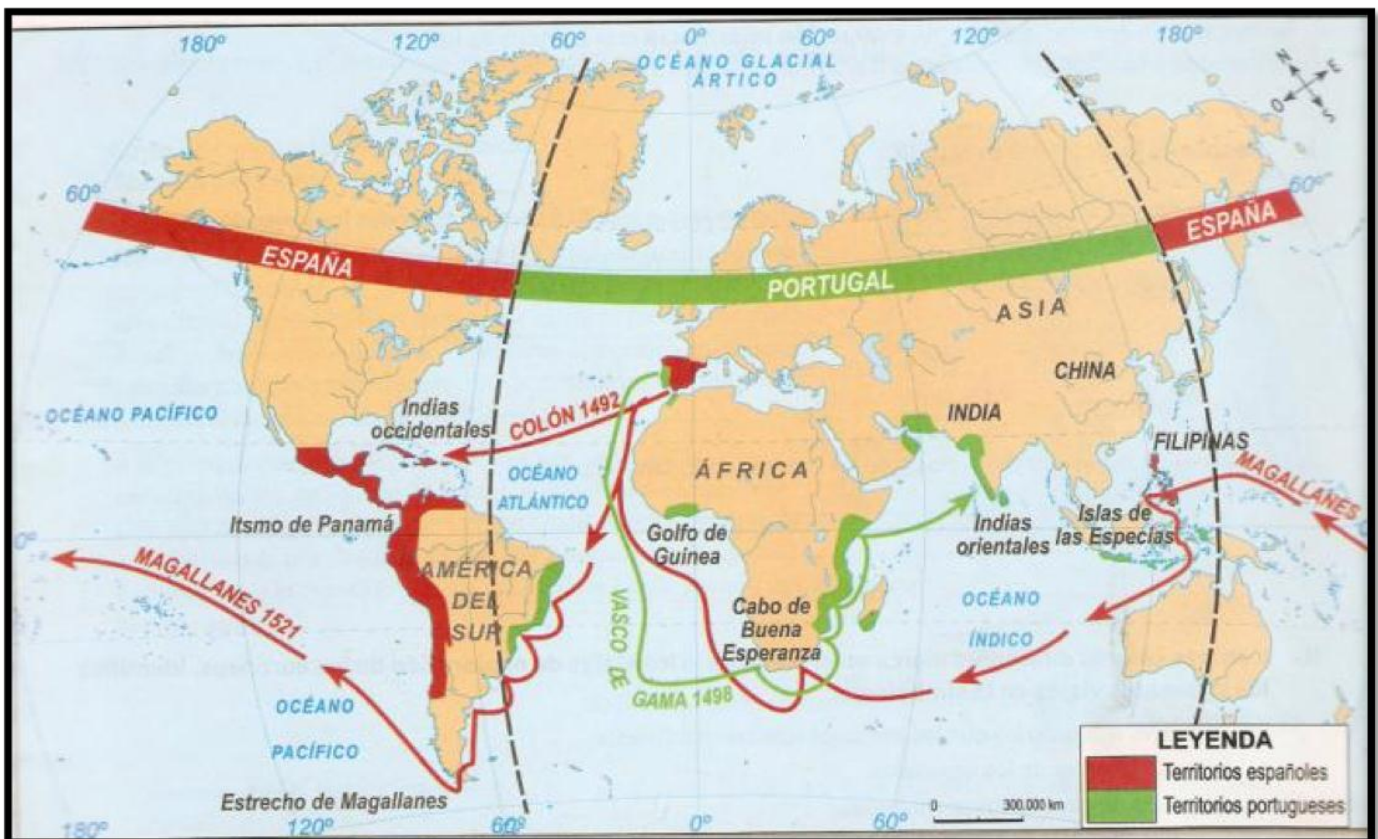 180º
120º
60º
0º
60º
120º
180º
OCÉANO GLACIAL
ÁRTICO
N
E
O
S
60º
60º
ESPAÑA
PORTUGAL
ESPAÑA
ASIA
CHINA
OCÉANO PACÍFICO
Indias
occidentales
COLÓN 1492
INDIA
FILIPINAS
OCÉANO
ATLÁNTICO
ÁFRICA
MAGALLANES
Itsmo de Panamá
Golfo de
Guinea
Indias
orientales
Islas de
las Especias
0º
MAGALLANES 1521
AMÉRICA
DEL
SUR
VASCO DE
GAMA 1498
Cabo de
Buena
Esperanza
OCÉANO
ÍNDICO
OCÉANO
PACÍFICO
Estrecho de Magallanes
LEYENDA
Territorios españoles
Territorios portugueses
0 300.000 km
180º
120º
60º
0º
60º